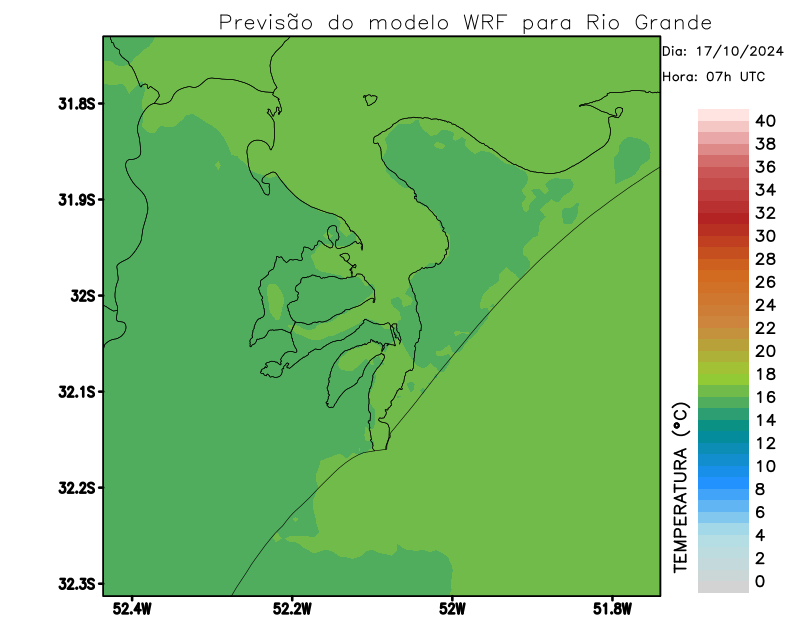 Previsão do modelo WRF para Rio Grande
Dia: 17/10/2024
Hora: 07h UTC
31.8S
31.9S
32S
32.1S
32.2S
32.3S
52.4W
52.2W
52W
51.8W
TEMPERATURA (°C)
40
38
36
34
32
30
28
26
24
22
20
18
16
14
12
10
8
6
4
2
0